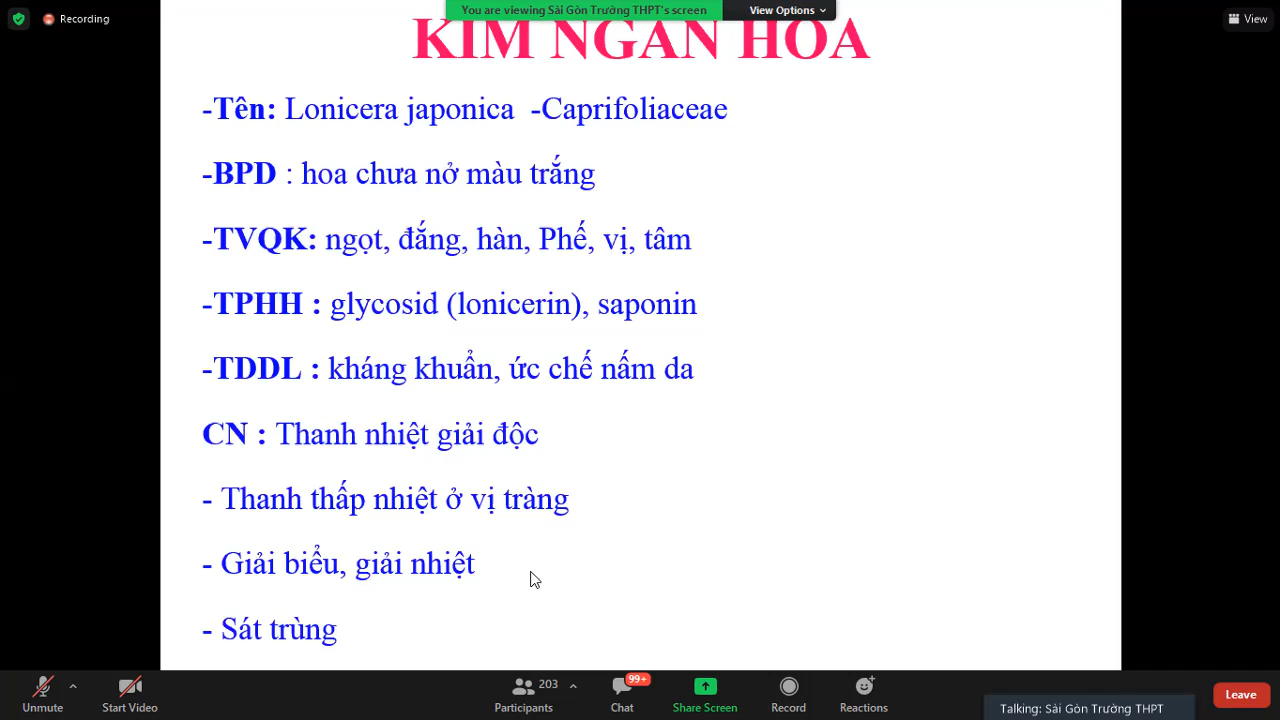 You are viewing Sài Gòn Trường THPT's screen
View Options
Recording
View
KIM NGÂN HOA
-Tên: Lonicera japonica -Caprifoliaceae
-BPD : hoa chưa nở màu trắng
-TVQK: ngọt, đắng, hàn, Phế, vị, tâm
-TPHH : glycosid (lonicerin), saponin
-TDDL : kháng khuẩn, ức chế nấm da
CN : Thanh nhiệt giải độc
- Thanh thấp nhiệt ở vị tràng
- Giải biểu, giải nhiệt
- Sát trùng
Unmute
Start Video
203
Participants
99+
Chat
Share Screen
Record
Reactions
Talking: Sài Gòn Trường THPT
Leave